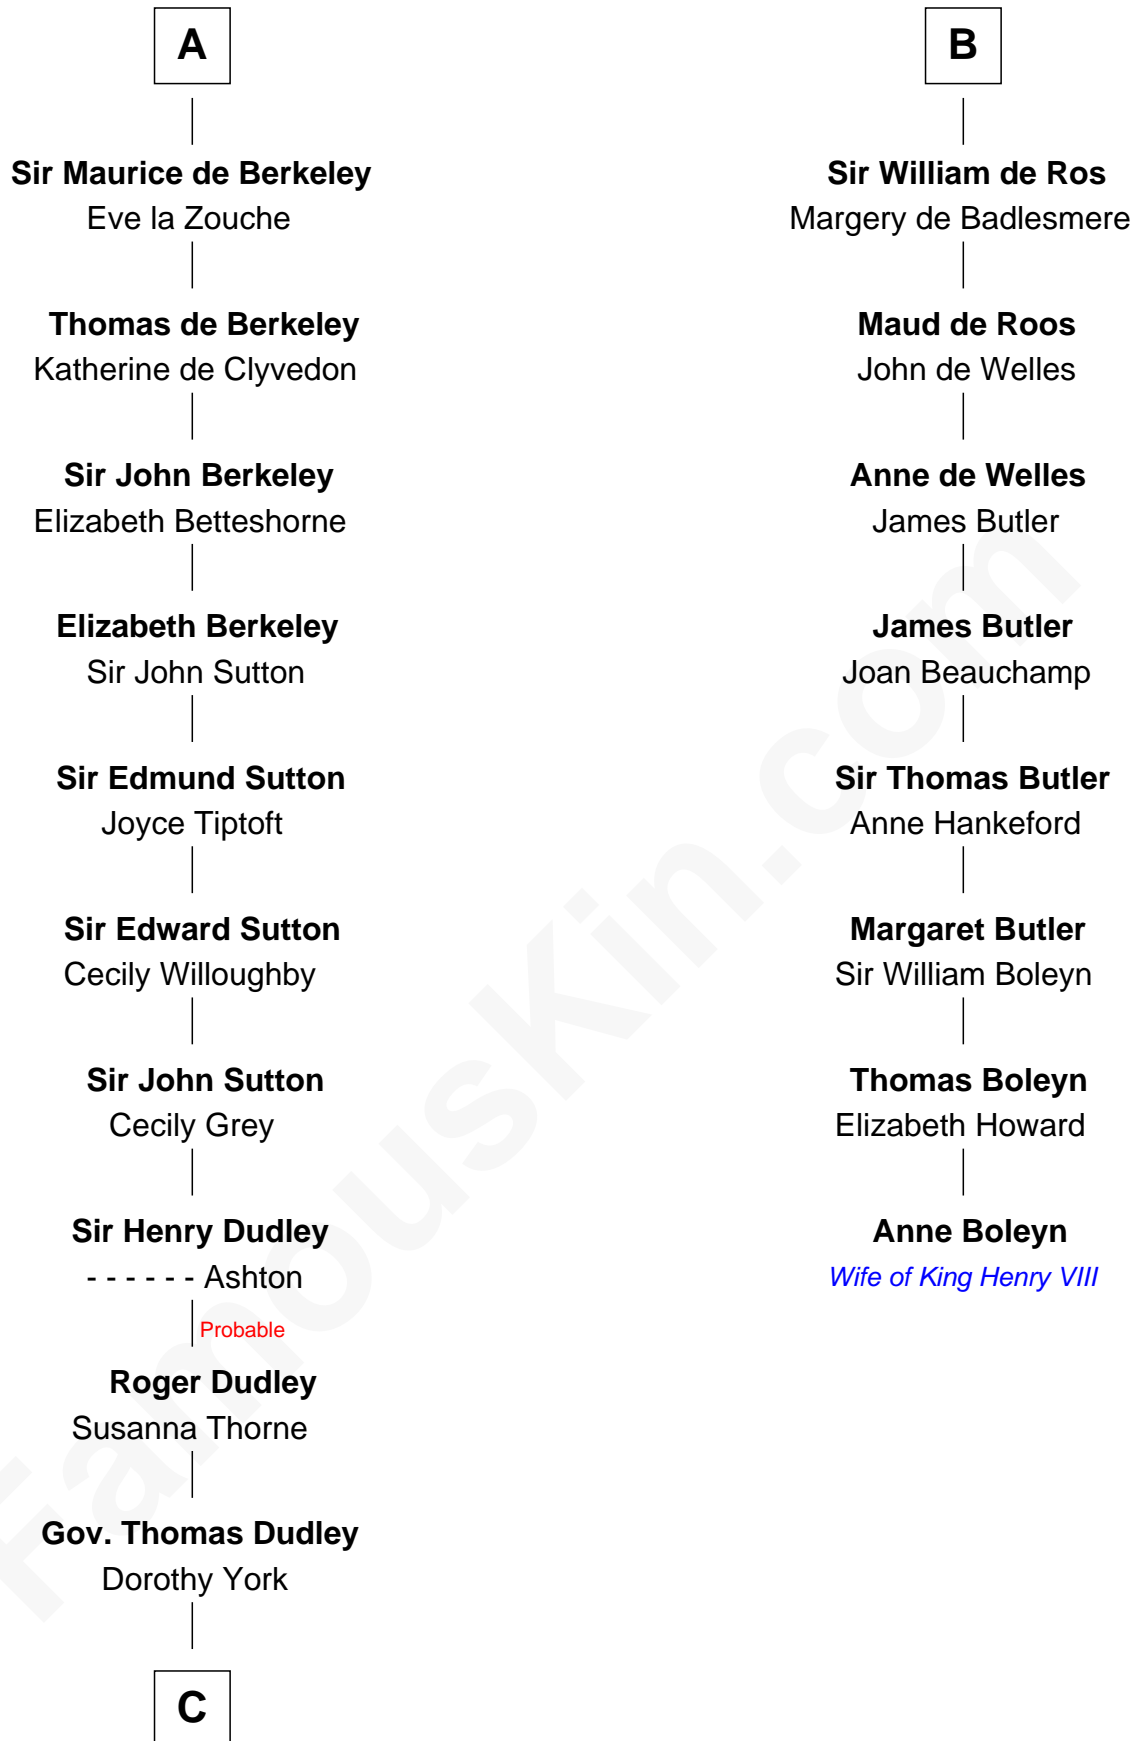 A
Sir Maurice de Berkeley
Eve la Zouche
Thomas de Berkeley
Katherine de Clyvedon
Sir John Berkeley
Elizabeth Betteshorne
Elizabeth Berkeley
Sir John Sutton
Sir Edmund Sutton
Joyce Tiptoft
Sir Edward Sutton
Cecily Willoughby
Sir John Sutton
Cecily Grey
Sir Henry Dudley
- - - - - - Ashton
Probable
Roger Dudley
Susanna Thorne
Gov. Thomas Dudley
Dorothy York
C
B
Sir William de Ros
Margery de Badlesmere
Maud de Roos
John de Welles
Anne de Welles
James Butler
James Butler
Joan Beauchamp
Sir Thomas Butler
Anne Hankeford
Margaret Butler
Sir William Boleyn
Thomas Boleyn
Elizabeth Howard
Anne Boleyn
Wife of King Henry VIII
FamousKin.com